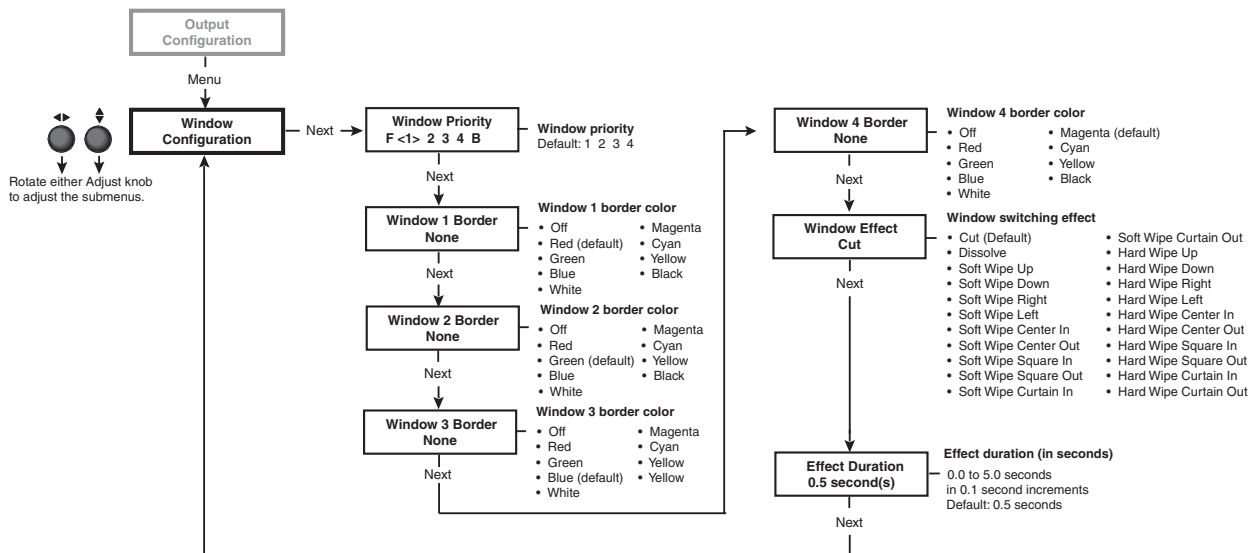 Output
Configuration
Menu
Window
Configuration
Rotate either Adjust knob
to adjust the submenus.
Next
Window Priority
F <1> 2 3 4 B
Window priority
Default: 1 2 3 4
Next
Window 1 Border
None
Window 1 border color
• Off
• Red (default)
• Green
• Blue
• White
• Magenta
• Cyan
• Yellow
• Black
Next
Window 2 Border
None
Window 2 border color
• Off
• Red
• Green (default)
• Blue
• White
• Magenta
• Cyan
• Yellow
• Black
Next
Window 3 Border
None
Window 3 border color
• Off
• Red
• Green
• Blue (default)
• White
• Magenta
• Cyan
• Yellow
• Yellow
Next
Window 4 Border
None
Window 4 border color
• Off
• Red
• Green
• Blue
• White
• Magenta (default)
• Cyan
• Yellow
• Black
Next
Window Effect
Cut
Window switching effect
• Cut (Default)
• Dissolve
• Soft Wipe Up
• Soft Wipe Down
• Soft Wipe Right
• Soft Wipe Left
• Soft Wipe Center In
• Soft Wipe Center Out
• Soft Wipe Square In
• Soft Wipe Square Out
• Soft Wipe Curtain In
• Soft Wipe Curtain Out
• Hard Wipe Up
• Hard Wipe Down
• Hard Wipe Right
• Hard Wipe Left
• Hard Wipe Center In
• Hard Wipe Center Out
• Hard Wipe Square In
• Hard Wipe Square Out
• Hard Wipe Curtain In
• Hard Wipe Curtain Out
Next
Effect Duration
0.5 second(s)
Effect duration (in seconds)
0.0 to 5.0 seconds
in 0.1 second increments
Default: 0.5 seconds
Next